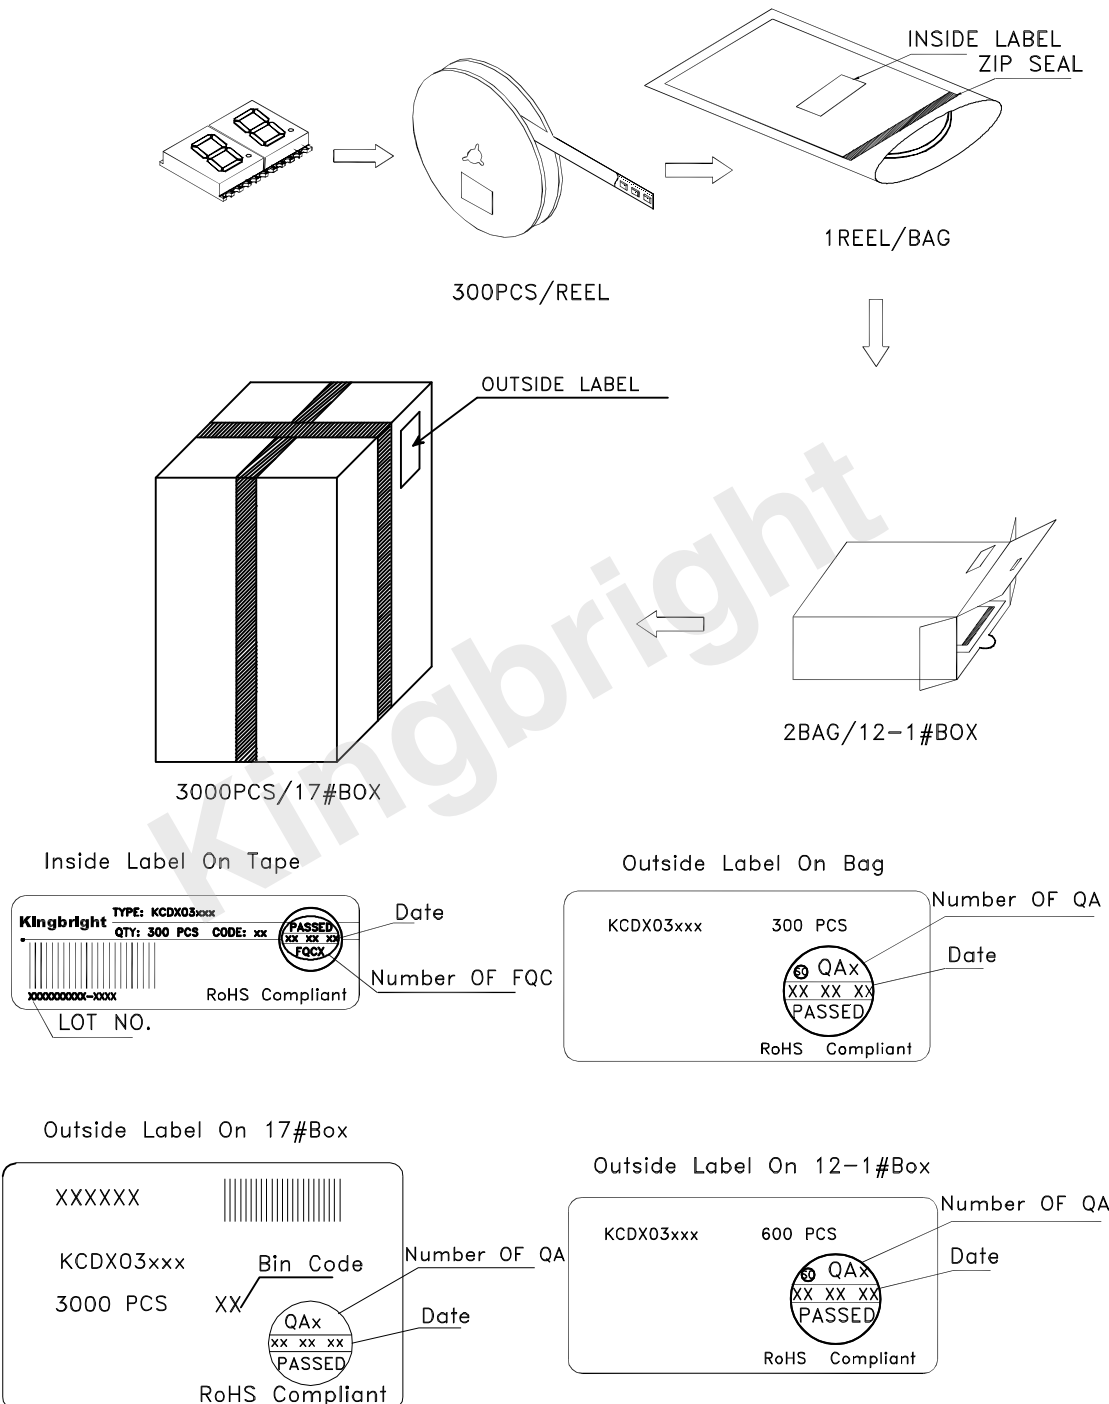 INSIDE LABEL
ZIP SEAL
1REEL/BAG
300PCS/REEL
OUTSIDE LABEL
2BAG/12-1#BOX
3000PCS/17#BOX
Kingbright
Inside Label On Tape
Kingbright
TYPE: KCDX03xxx
QTY: 300 PCS CODE: xx
PASSED
xx xx xx
FQCX
Date
Number OF FQC
XXXXXXXXXX-XXXX
RoHS Compliant
LOT NO.
Outside Label On Bag
KCDX03xxx 300 PCS
Number OF QA
Date
QAx
XX XX XX
PASSED
RoHS Compliant
Outside Label On 17#Box
XXXXXX
KCDX03xxx
Bin Code
3000 PCS XX
Number OF QA
Date
QAx
XX XX XX
PASSED
RoHS Compliant
Outside Label On 12-1#Box
KCDX03xxx 600 PCS
Number OF QA
Date
QAx
XX XX XX
PASSED
RoHS Compliant